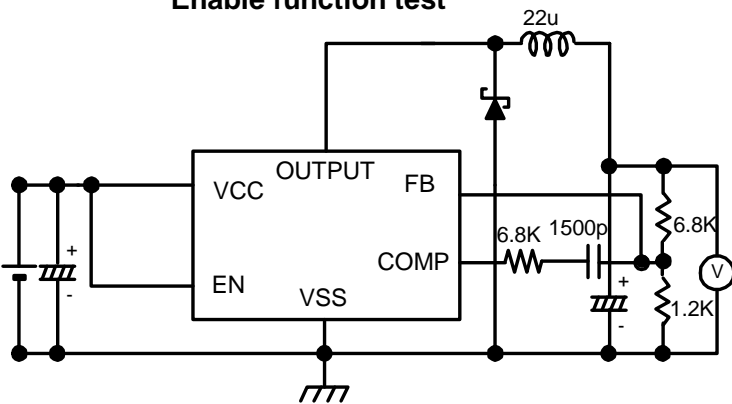 Enable function test
22u
OUTPUT
VCC
FB
6.8K
1500p
6.8K
+
COMP
V
EN
+
-
VSS
1.2K
-